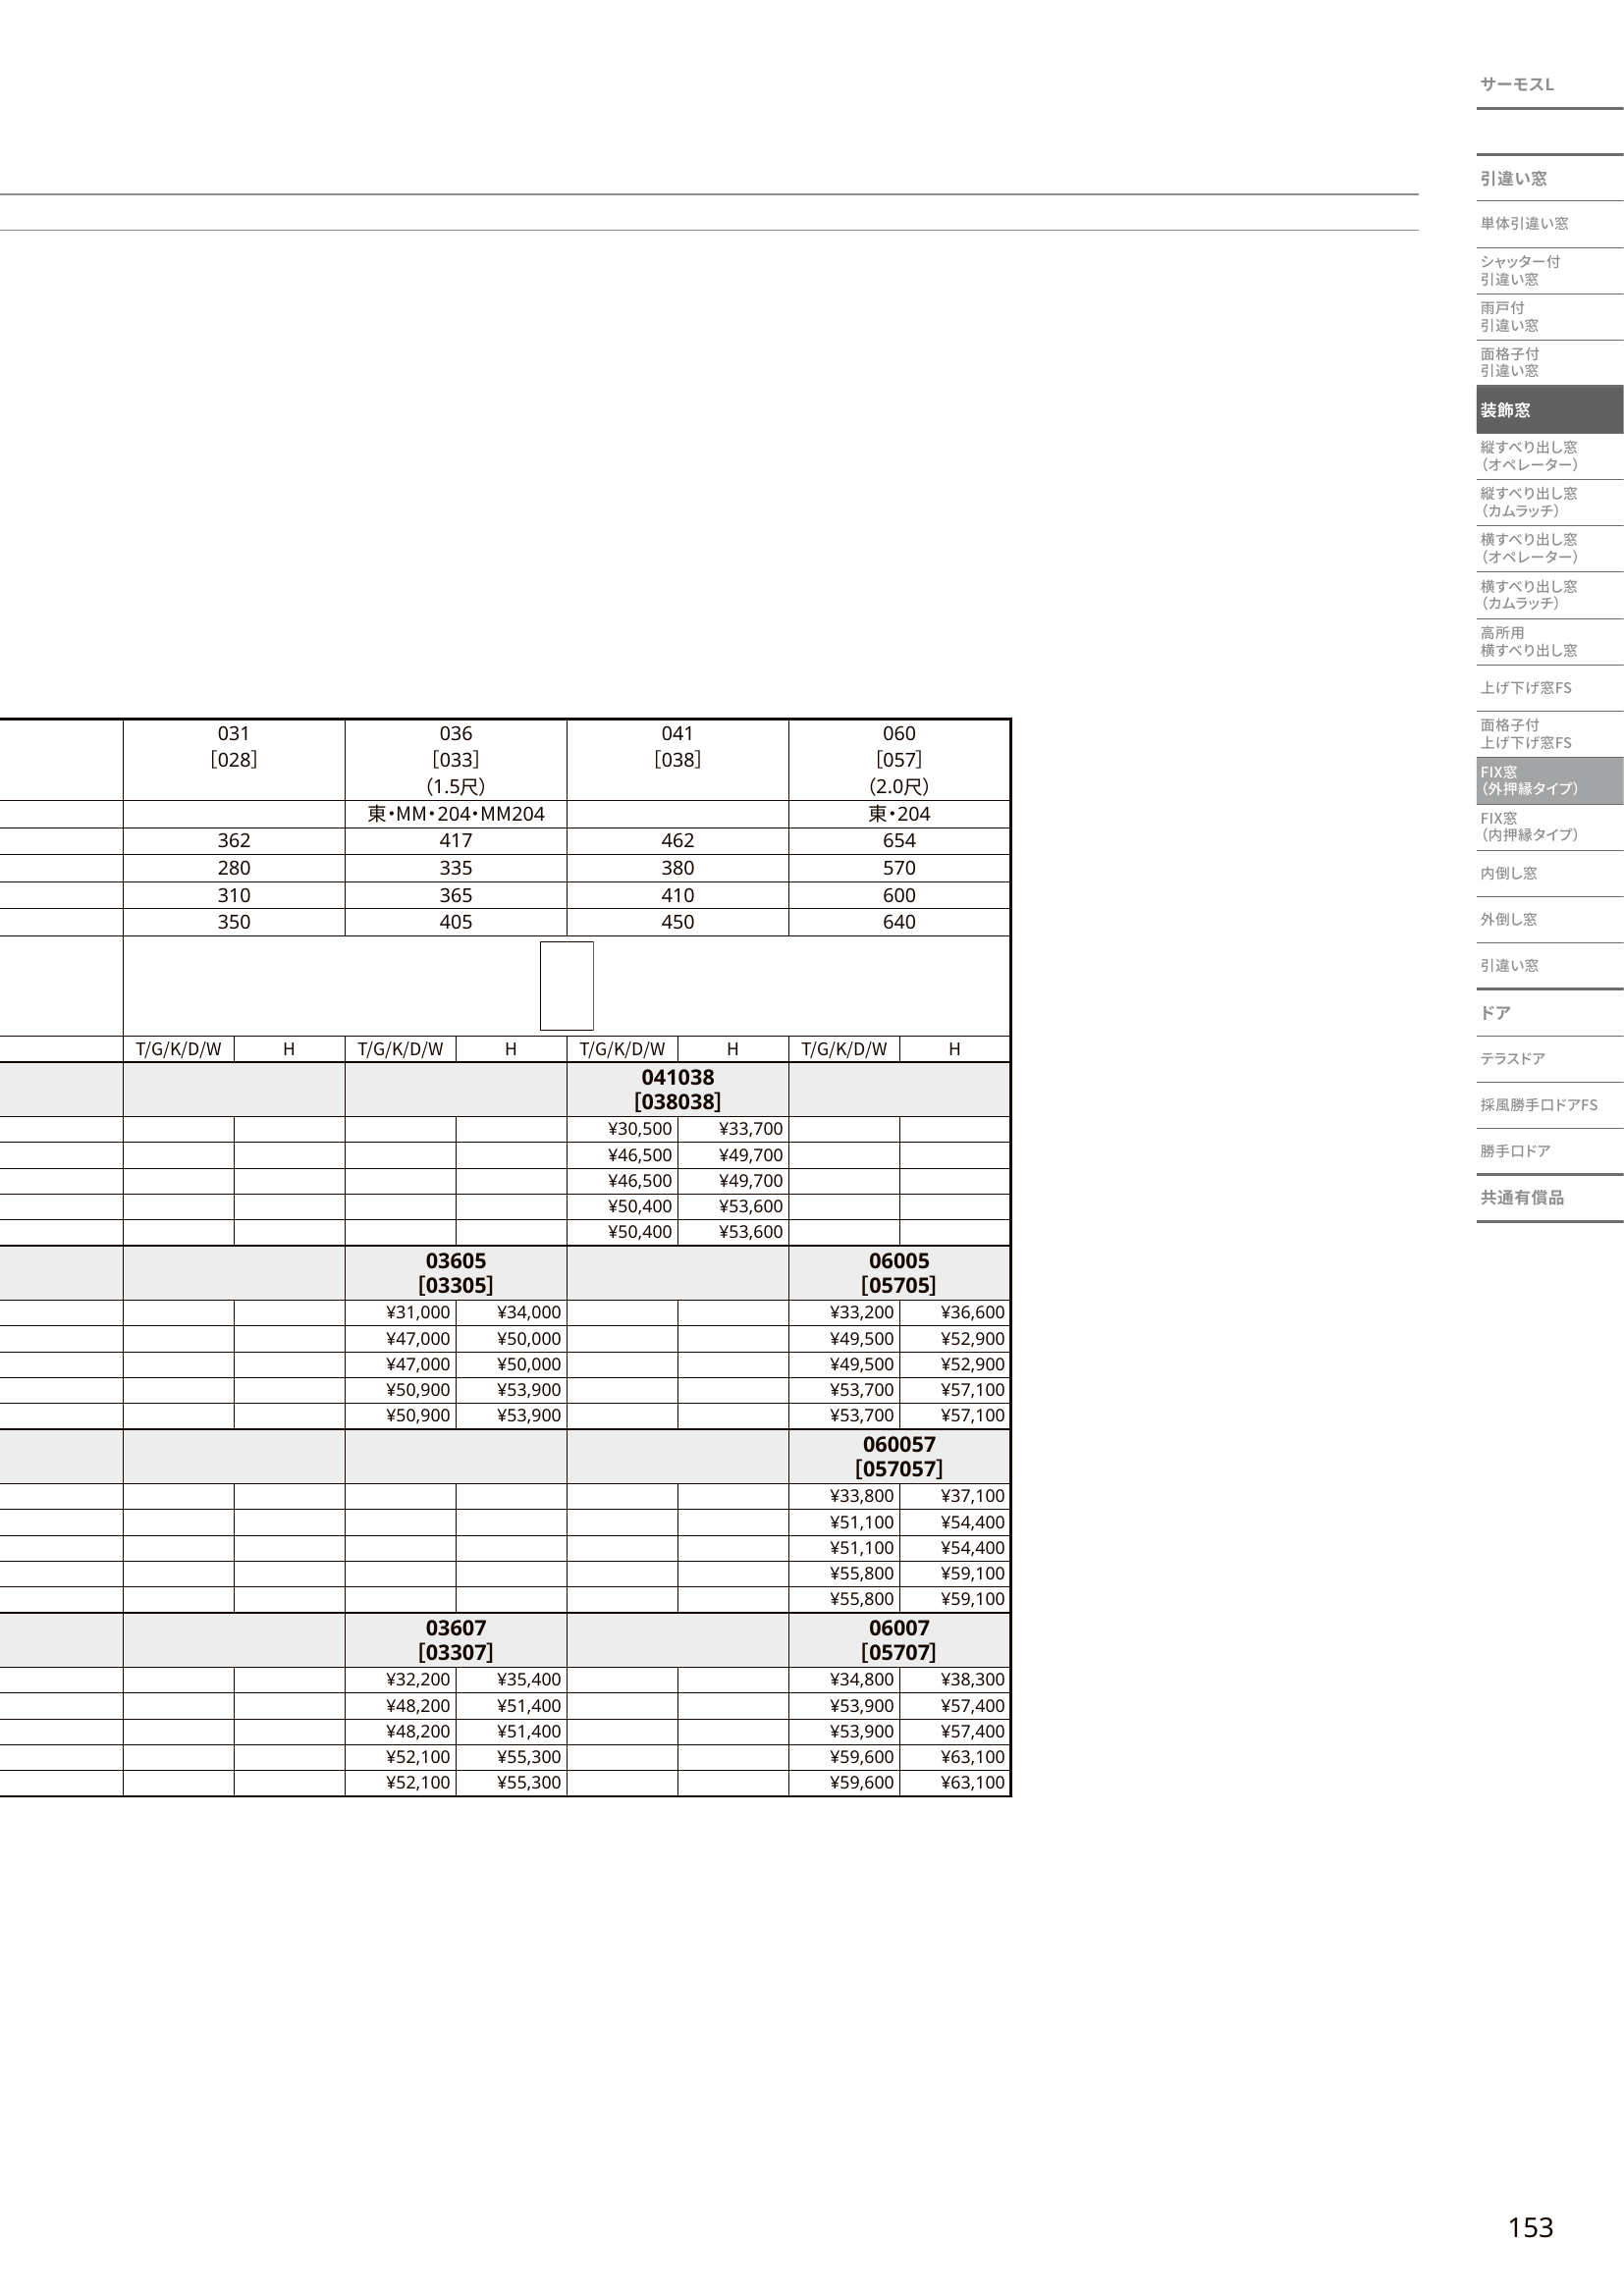 サーモスL
引違い窓
単体引違い窓
シャッター付
引違い窓
雨戸付
引違い窓
面格子付
引違い窓
装飾窓
縦すべり出し窓
（オペレーター）
縦すべり出し窓
（カムラッチ）
横すべり出し窓
（オペレーター）
横すべり出し窓
（カムラッチ）
高所用
横すべり出し窓
上げ下げ窓FS
面格子付
上げ下げ窓FS
FIX窓
（外押縁タイプ）
FIX窓
（内押縁タイプ）
内倒し窓
外倒し窓
引違い窓
ドア
テラスドア
採風勝手口ドアFS
勝手口ドア
共通有償品
031 036 041 060
［028］ ［033］ ［038］ ［057］
（1.5尺） （2.0尺）
東・MM・204・MM204 東・204
362 417 462 654
280 335 380 570
310 365 410 600
350 405 450 640
T/G/K/D/W H T/G/K/D/W H T/G/K/D/W H T/G/K/D/W H
041038
［038038］
¥30,500 ¥33,700
¥46,500 ¥49,700
¥46,500 ¥49,700
¥50,400 ¥53,600
¥50,400 ¥53,600
03605 06005
［03305］ ［05705］
¥31,000 ¥34,000 ¥33,200 ¥36,600
¥47,000 ¥50,000 ¥49,500 ¥52,900
¥47,000 ¥50,000 ¥49,500 ¥52,900
¥50,900 ¥53,900 ¥53,700 ¥57,100
¥50,900 ¥53,900 ¥53,700 ¥57,100
060057
［057057］
¥33,800 ¥37,100
¥51,100 ¥54,400
¥51,100 ¥54,400
¥55,800 ¥59,100
¥55,800 ¥59,100
03607 06007
［03307］ ［05707］
¥32,200 ¥35,400 ¥34,800 ¥38,300
¥48,200 ¥51,400 ¥53,900 ¥57,400
¥48,200 ¥51,400 ¥53,900 ¥57,400
¥52,100 ¥55,300 ¥59,600 ¥63,100
¥52,100 ¥55,300 ¥59,600 ¥63,100
153